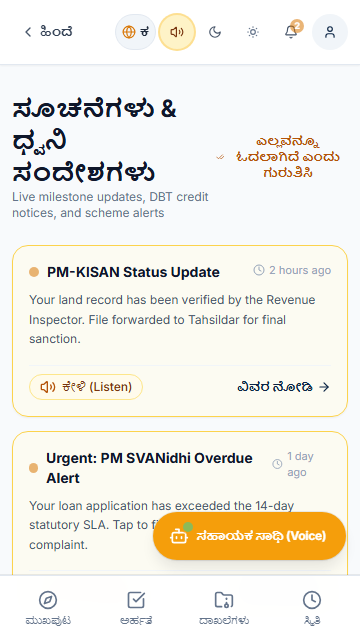 ಹಿಂದೆ
ಕ
2
ಸೂಚನೆಗಳು &
ಧ್ವನಿ
ಸಂದೇಶಗಳು
ಎಲ್ಲವನ್ನೂ
ಓದಲಾಗಿದೆ ಎಂದು
ಗುರುತಿಸಿ
Live milestone updates, DBT credit
notices, and scheme alerts
PM-KISAN Status Update
2 hours ago
Your land record has been verified by the Revenue
Inspector. File forwarded to Tahsildar for final
sanction.
ಕೇಳಿ (Listen)
ವಿವರ ನೋಡಿ
Urgent: PM SVANidhi Overdue
Alert
1 day
ago
Your loan application has exceeded the 14-day
statutory SLA. Tap to
complaint.
ಸಹಾಯಕ ಸಾಥಿ (Voice)
ಮುಖಪುಟ
ಅರ್ಹತೆ
ದಾಖಲೆಗಳು
ಸ್ಥಿತಿ